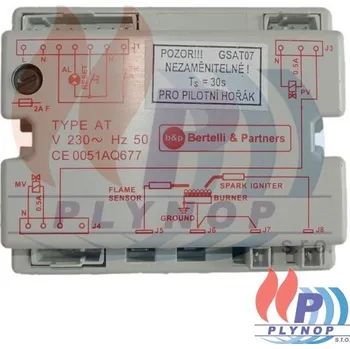 J1
POZOR!!! GSAT07
NEZAMĚNITELNÉ !
Ts = 30s
PRO PILOTNÍ HOŘÁK
J3
L N
AL
RESET
0.5A
PV
2A F
TYPE AT
V 230~ Hz 50
CE 0051AQ677
b&p Bertelli & Partners
MV
0.5A
FLAME
SENSOR
SPARK IGNITER
BURNER
GROUND
J4
J5
J6
J7
J8
PLYNOP
s.r.o.
P
PLYNOP
s.r.o.